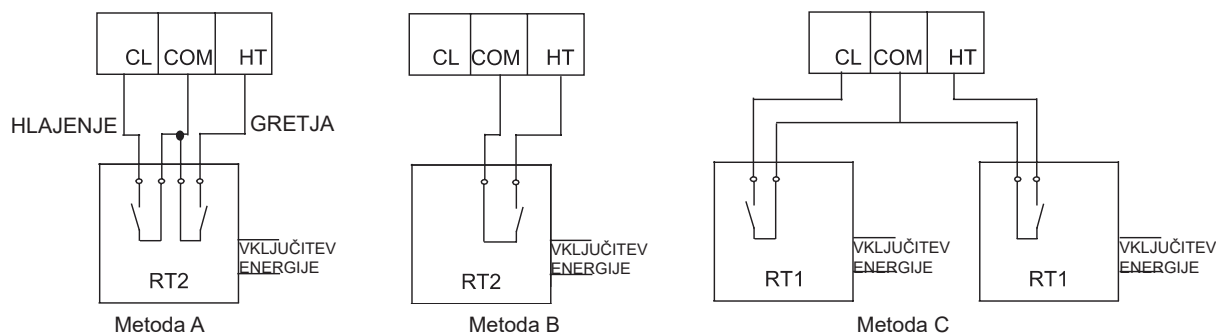 CL COM HT
HLAJENJE
GRETJA
RT2
VKLJUČITEV
ENERGIJE
Metoda A
CL COM HT
RT2
VKLJUČITEV
ENERGIJE
Metoda B
CL COM HT
RT1
VKLJUČITEV
ENERGIJE
RT1
VKLJUČITEV
ENERGIJE
Metoda C